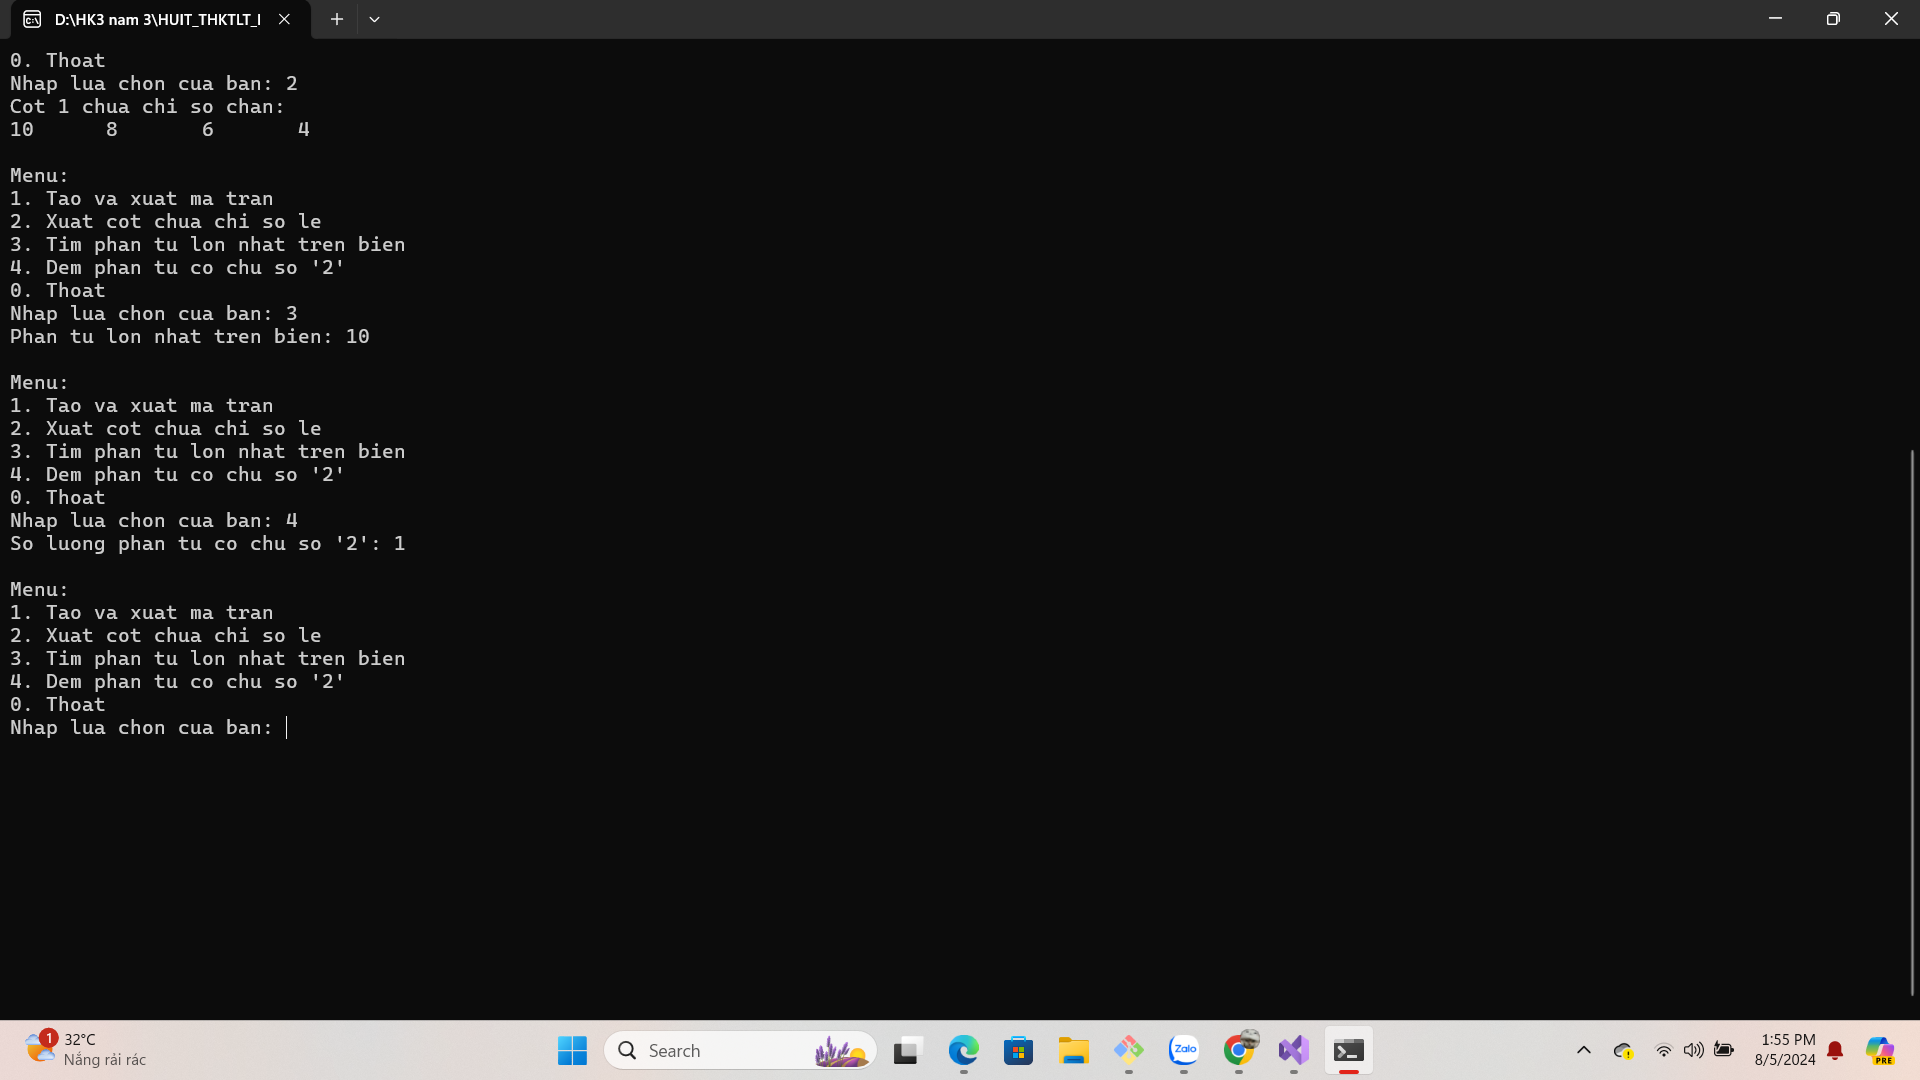 D:\HK3 nam 3\HUIT_THKTLT_I
0. Thoat
Nhap lua chon cua ban: 2
Cot 1 chua chi so chan:
10      8       6       4
Menu:
1. Tao va xuat ma tran
2. Xuat cot chua chi so le
3. Tim phan tu lon nhat tren bien
4. Dem phan tu co chu so '2'
0. Thoat
Nhap lua chon cua ban: 3
Phan tu lon nhat tren bien: 10
Menu:
1. Tao va xuat ma tran
2. Xuat cot chua chi so le
3. Tim phan tu lon nhat tren bien
4. Dem phan tu co chu so '2'
0. Thoat
Nhap lua chon cua ban: 4
So luong phan tu co chu so '2': 1
Menu:
1. Tao va xuat ma tran
2. Xuat cot chua chi so le
3. Tim phan tu lon nhat tren bien
4. Dem phan tu co chu so '2'
0. Thoat
Nhap lua chon cua ban:
1
32°C
Nắng rải rác
Search
Zalo
1:55 PM
8/5/2024
PRE